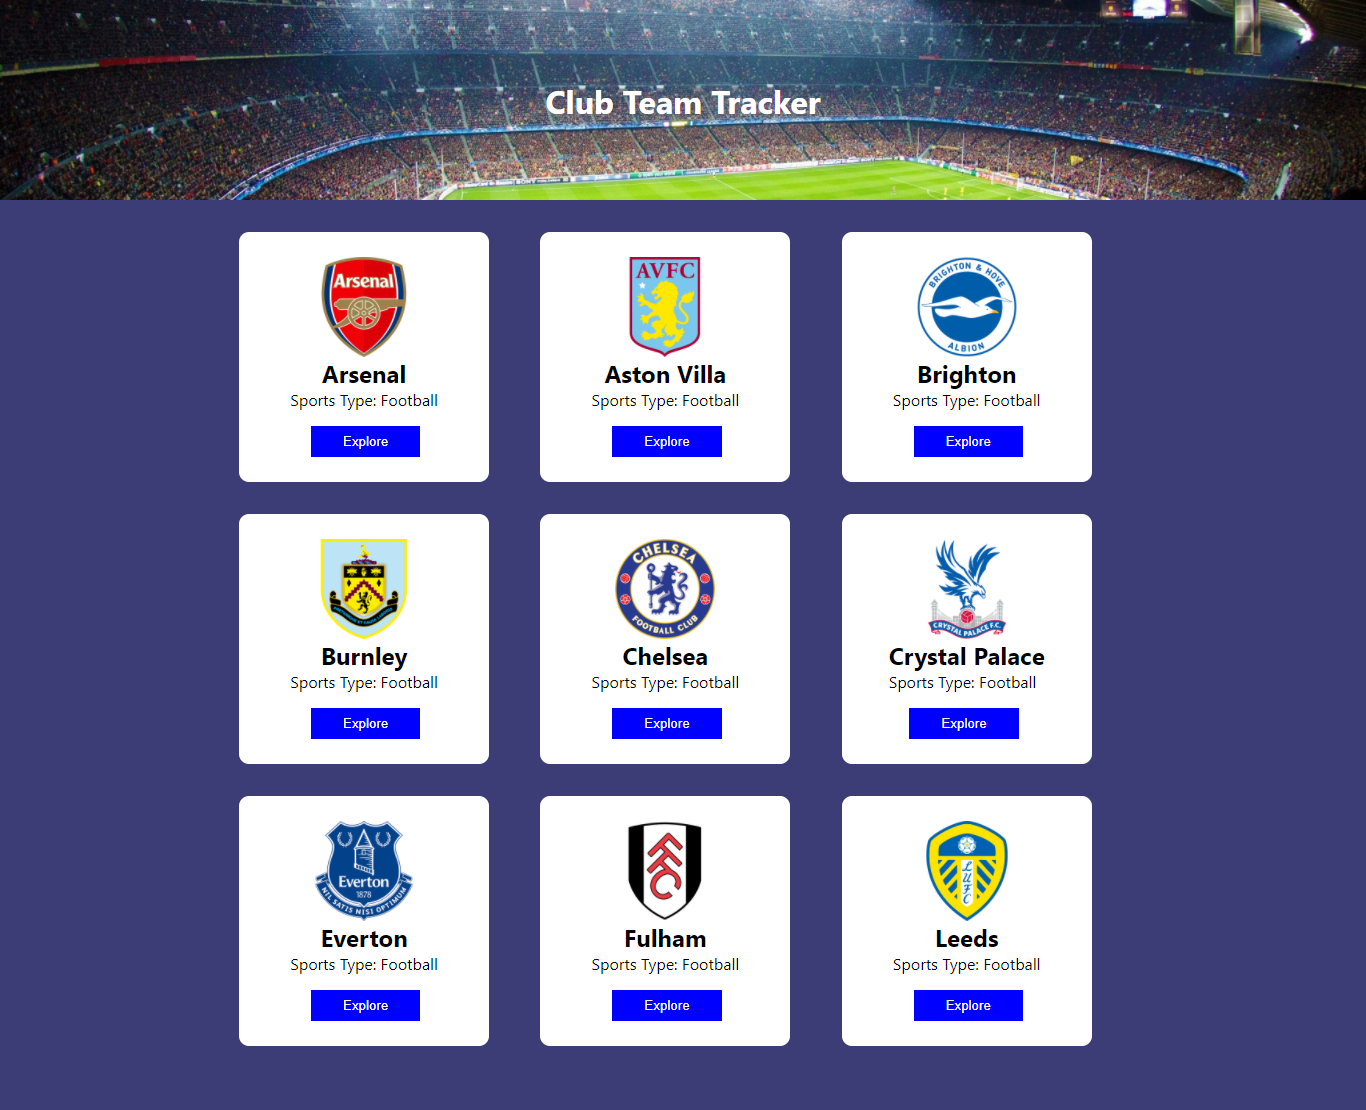 Club Team Tracker
Arsenal
Arsenal
Sports Type: Football
Explore
AVFC
Aston Villa
Sports Type: Football
Explore
BRIGHTON & HOVE
ALBION
Brighton
Sports Type: Football
Explore
Burnley
Sports Type: Football
Explore
CHELSEA
FOOTBALL CLUB
Chelsea
Sports Type: Football
Explore
CRYSTAL PALACE F.C.
Crystal Palace
Sports Type: Football
Explore
Everton
1878
NIL SATIS NISI OPTIMUM
Everton
Sports Type: Football
Explore
FFC
Fulham
Sports Type: Football
Explore
LUFC
Leeds
Sports Type: Football
Explore